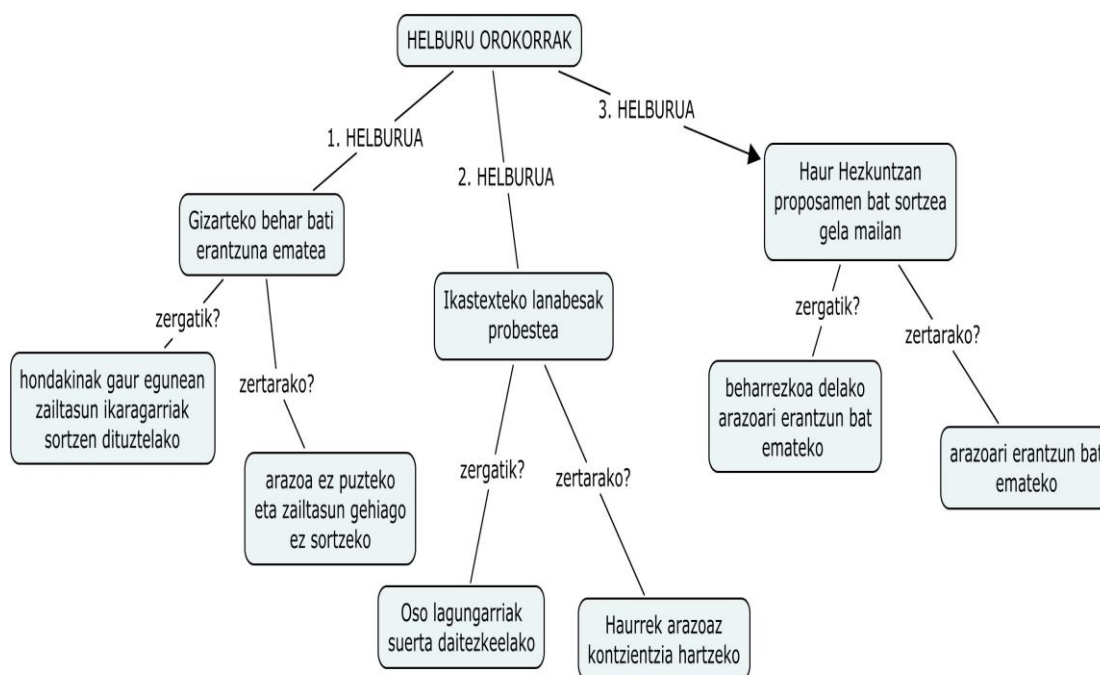 HELBURU OROKORRAK
1. HELBURUA
2. HELBURUA
3. HELBURUA
Gizarteko behar bati
erantzuna ematea
zergatik?
hondakinak gaur egunean
zailtasun ikaragarriak
sortzen dituztelako
zertarako?
arazoa ez puzteko
eta zailtasun gehiago
ez sortzeko
Ikastexteko lanabesak
probestea
zergatik?
Oso lagungarriak
suerta daitezkeelako
zertarako?
Haurrek arazoaz
kontzientzia hartzeko
Haur Hezkuntzan
proposamen bat sortzea
gela mailan
zergatik?
beharrezkoa delako
arazoari erantzun bat
emateko
zertarako?
arazoari erantzun bat
emateko